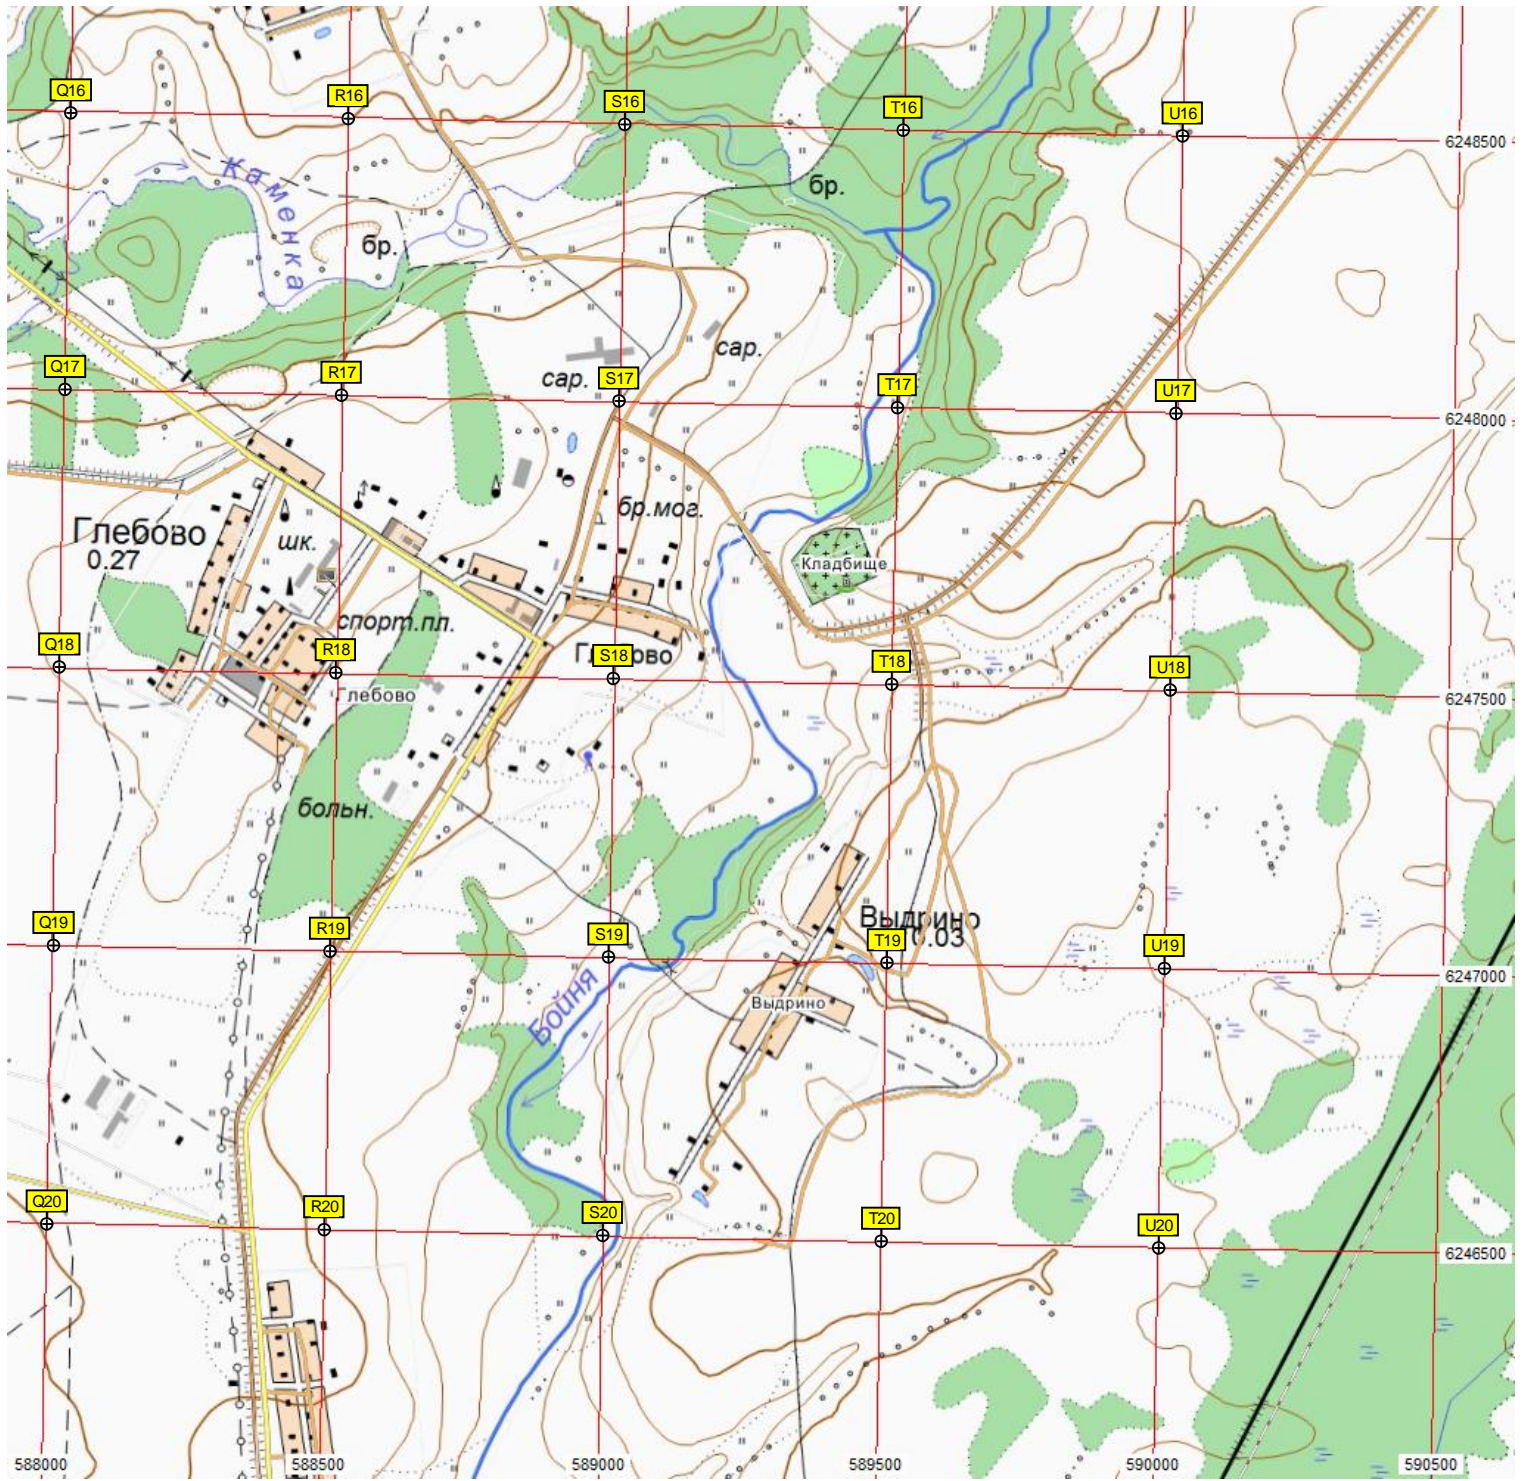 Q16
R16
S16
T16
U16
6248500
Каменка
бр.
бр.
Q17
R17
S17
T17
U17
сар.
сар.
6248000
Глебово
0.27
шк.
бр.мог.
Кладбище
спорт.пл.
Q18
R18
S18
T18
U18
Глебово
6247500
больн.
Выдрино
0.03
Q19
R19
S19
T19
U19
6247000
Бойня
Выдрино
Q20
R20
S20
T20
U20
6246500
588000
588500
589000
589500
590000
590500